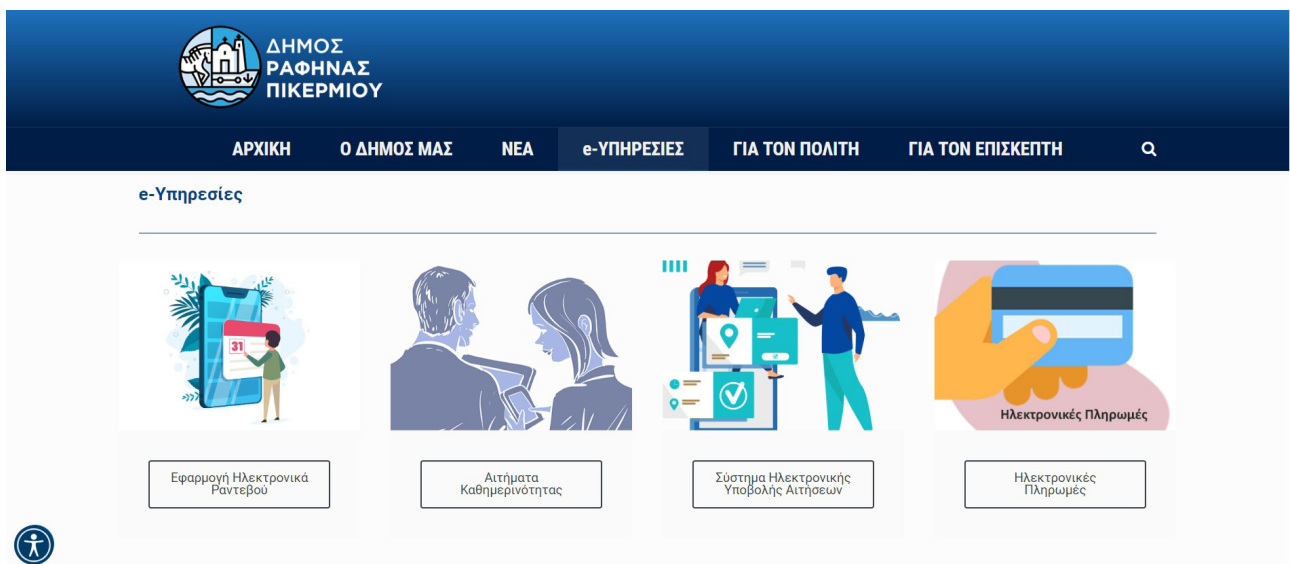 ΔΗΜΟΣ
ΡΑΦΗΝΑΣ
ΠΙΚΕΡΜΙΟΥ
ΑΡΧΙΚΗ Ο ΔΗΜΟΣ ΜΑΣ ΝΕΑ e-ΥΠΗΡΕΣΙΕΣ ΓΙΑ ΤΟΝ ΠΟΛΙΤΗ ΓΙΑ ΤΟΝ ΕΠΙΣΚΕΠΤΗ
e-Υπηρεσίες
31
Ηλεκτρονικές Πληρωμές
Εφαρμογή Ηλεκτρονικά
Ραντεβού
Αιτήματα
Καθημερινότητας
Σύστημα Ηλεκτρονικής
Υποβολής Αιτήσεων
Ηλεκτρονικές
Πληρωμές